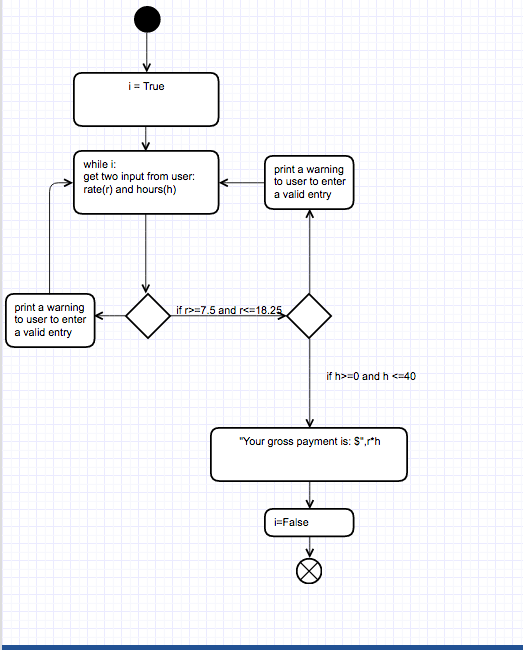 i = True
while i:
get two input from user:
rate(r) and hours(h)
print a warning
to user to enter
a valid entry
print a warning
to user to enter
a valid entry
if r>=7.5 and r<=18.25
if h>=0 and h <=40
"Your gross payment is: $",r*h
i=False